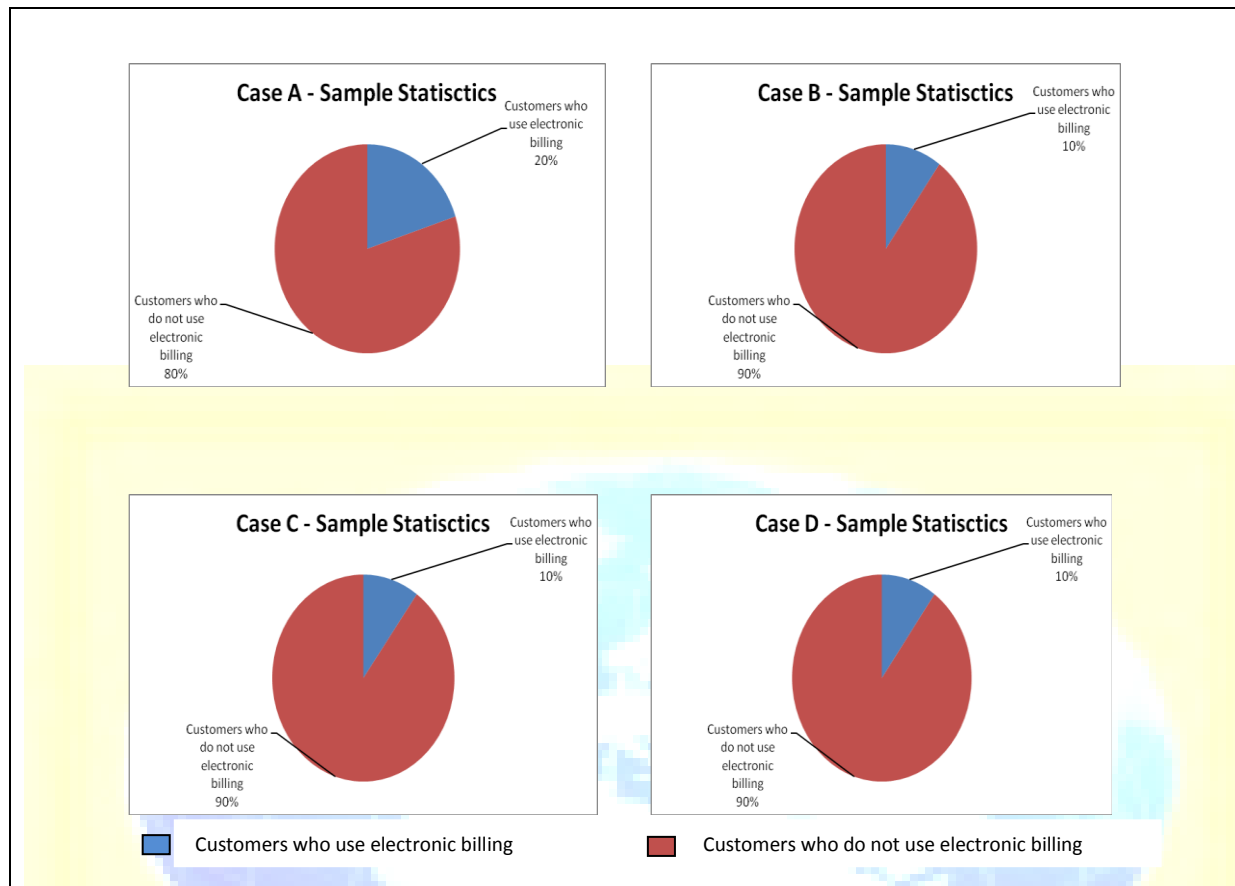 Case A - Sample Statisctics
Customers who
use electronic
billing
20%
Customers who
do not use
electronic
billing
80%
Case B - Sample Statisctics
Customers who
use electronic
billing
10%
Customers who
do not use
electronic
billing
90%
Case C - Sample Statisctics
Customers who
use electronic
billing
10%
Customers who
do not use
electronic
billing
90%
Case D - Sample Statisctics
Customers who
use electronic
billing
10%
Customers who
do not use
electronic
billing
90%
Customers who use electronic billing
Customers who do not use electronic billing